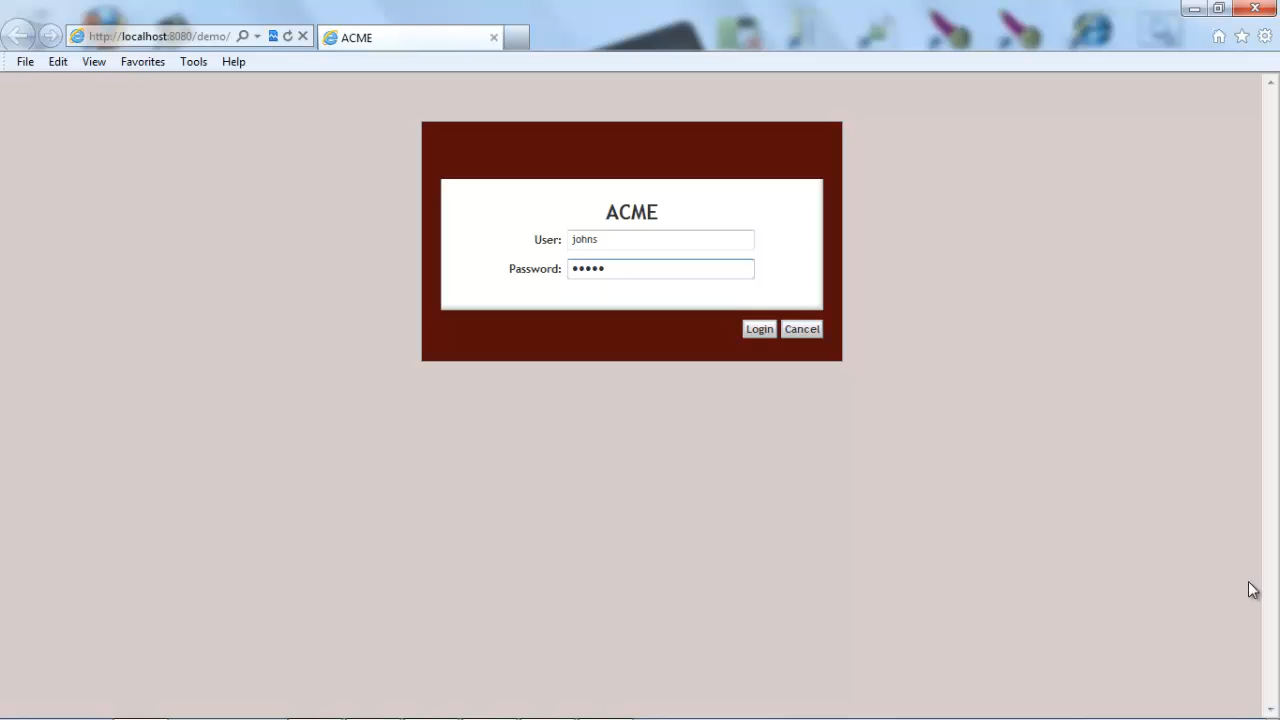 http://localhost:8080/demo/
ACME
File Edit View Favorites Tools Help
ACME
User: johns
Password: •••••
Login Cancel